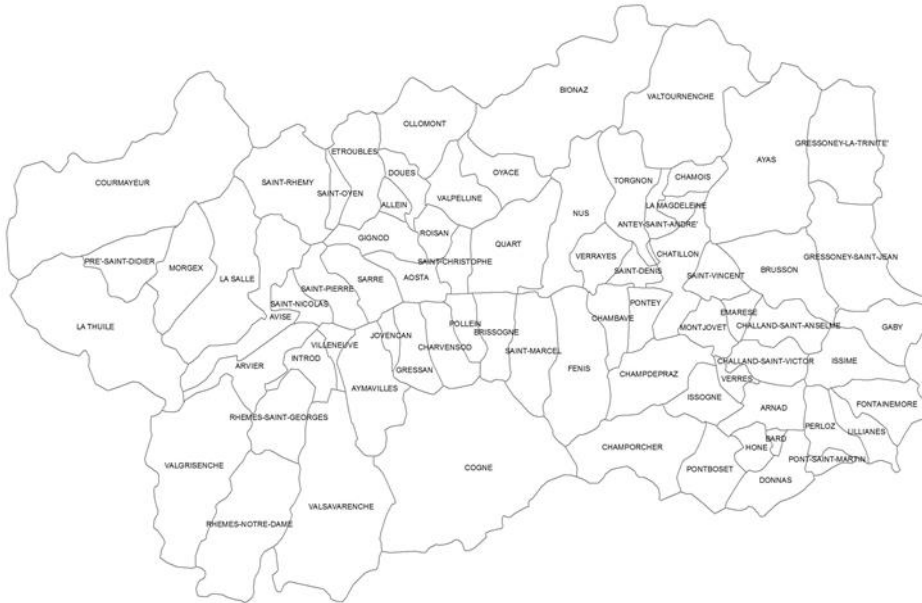 BIONAZ
VALTOURNENCHE
OLLOMONT
GRESSONEY-LA-TRINITE'
ETROUBLES
AYAS
DOUES
OYACE
COURMAYEUR
SAINT-RHEMY
SAINT-OYEN
VALPELLINE
TORGNON
CHAMOIS
ALLEIN
LA MAGDELEINE
NUS
ANTEY-SAINT-ANDRE'
ROISAN
GIGNOD
QUART
CHATILLON
GRESSONEY-SAINT-JEAN
VERRAYES
SAINT-CHRISTOPHE
PRE'-SAINT-DIDIER
MORGEX
SAINT-DENIS
SAINT-VINCENT
BRUSSON
LA SALLE
AOSTA
SARRE
SAINT-PIERRE
SAINT-NICOLAS
PONTEY
EMARESE
AVISE
CHAMBAVE
POLLEIN
CHALLAND-SAINT-ANSELME
LA THUILE
BRISSOGNE
MONTJOVET
GABY
JOVENCAN
CHARVENSOD
VILLENEUVE
SAINT-MARCEL
INTROD
ISSIME
CHALLAND-SAINT-VICTOR
ARVIER
GRESSAN
FENIS
CHAMPDEPRAZ
VERRES
AYMAVILLES
ISSOGNE
FONTAINEMORE
ARNAD
RHEMES-SAINT-GEORGES
PERLOZ
LILLIANES
BARD
CHAMPORCHER
HONE
PONT-SAINT-MARTIN
VALGRISENCHE
COGNE
PONTBOSET
DONNAS
VALSAVARENCHE
RHEMES-NOTRE-DAME